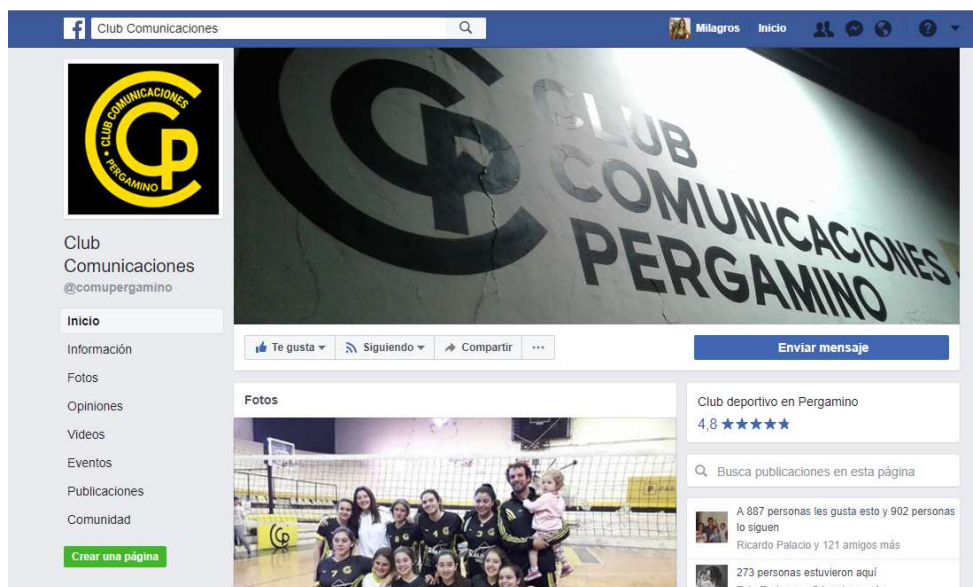 Club Comunicaciones
Milagros Inicio
CLUB COMUNICACIONES
PERGAMINO
CLUB
COMUNICACIONES
PERGAMINO
Club
Comunicaciones
@comupergamino
Inicio
Información
Fotos
Opiniones
Videos
Eventos
Publicaciones
Comunidad
Crear una página
Te gusta Siguiendo Compartir ...
Enviar mensaje
Fotos
Club deportivo en Pergamino
4,8
Busca publicaciones en esta página
A 887 personas les gusta esto y 902 personas
lo siguen
Ricardo Palacio y 121 amigos más
273 personas estuvieron aquí